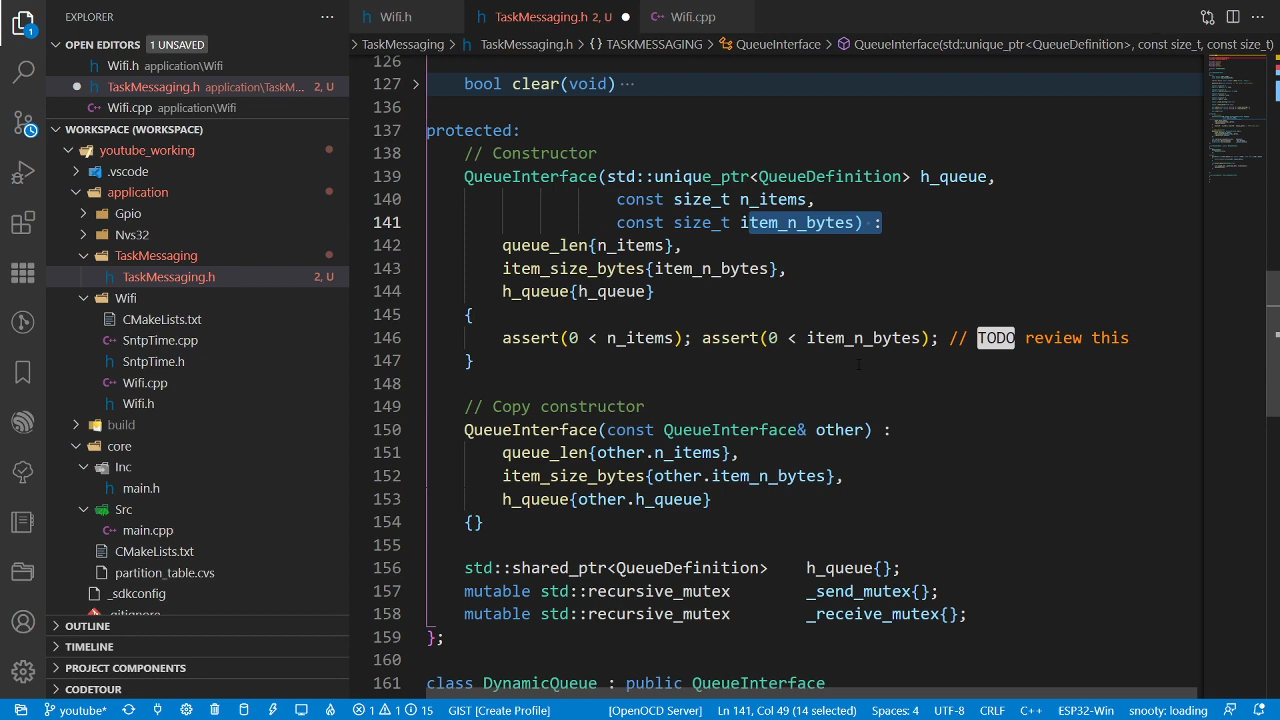 EXPLORER
OPEN EDITORS 1 UNSAVED
Wifi.h application\Wifi
TaskMessaging.h application\TaskM... 2, U
Wifi.cpp application\Wifi
WORKSPACE (WORKSPACE)
youtube_working
.vscode
application
Gpio
Nvs32
TaskMessaging
TaskMessaging.h 2, U
Wifi
CMakeLists.txt
SntpTime.cpp
SntpTime.h
Wifi.cpp
Wifi.h
build
core
Inc
main.h
Src
main.cpp
CMakeLists.txt
partition_table.cvs
_sdkconfig
.gitignore
OUTLINE
TIMELINE
PROJECT COMPONENTS
CODETOUR
Wifi.h TaskMessaging.h 2, U Wifi.cpp
TaskMessaging > TaskMessaging.h > {} TASKMESSAGING > QueueInterface > QueueInterface(std::unique_ptr<QueueDefinition>, const size_t, const size_t)
126
127 bool clear(void) ...
136
137 protected:
138 // Constructor
139 QueueInterface(std::unique_ptr<QueueDefinition> h_queue,
140 const size_t n_items,
141 const size_t item_n_bytes) :
142 queue_len{n_items},
143 item_size_bytes{item_n_bytes},
144 h_queue{h_queue}
145 {
146 assert(0 < n_items); assert(0 < item_n_bytes); // TODO review this
147 }
148
149 // Copy constructor
150 QueueInterface(const QueueInterface& other) :
151 queue_len{other.n_items},
152 item_size_bytes{other.item_n_bytes},
153 h_queue{other.h_queue}
154 {}
155
156 std::shared_ptr<QueueDefinition> h_queue{};
157 mutable std::recursive_mutex _send_mutex{};
158 mutable std::recursive_mutex _receive_mutex{};
159 };
160
161 class DynamicQueue : public QueueInterface
youtube* 1 1 15 GIST [Create Profile] [OpenOCD Server] Ln 141, Col 49 (14 selected) Spaces: 4 UTF-8 CRLF C++ ESP32-Win snooty: loading